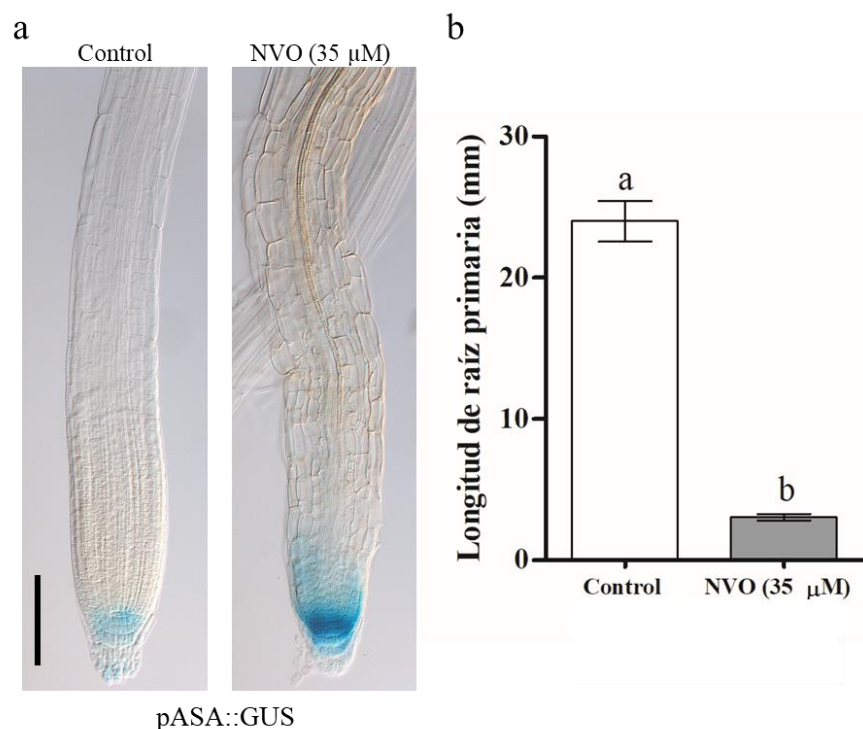 a
Control
NVO (35 µM)
pASA::GUS
b
Longitud de raíz primaria (mm)
30
20
10
0
a
b
Control
NVO (35 µM)